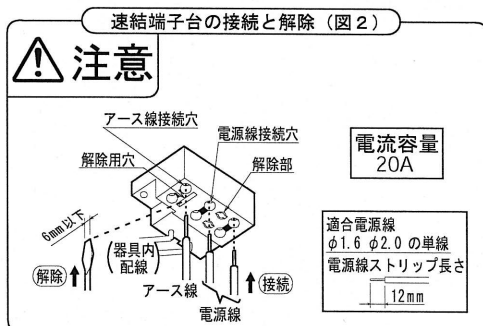 速結端子台の接続と解除（図２）
注意
アース線接続穴
電源線接続穴
解除用穴
解除部
電流容量
20A
6mm以下
(器具内
配線)
解除
アース線
接続
電源線
適合電源線
φ1.6 φ2.0 の単線
電源線ストリップ長さ
12mm